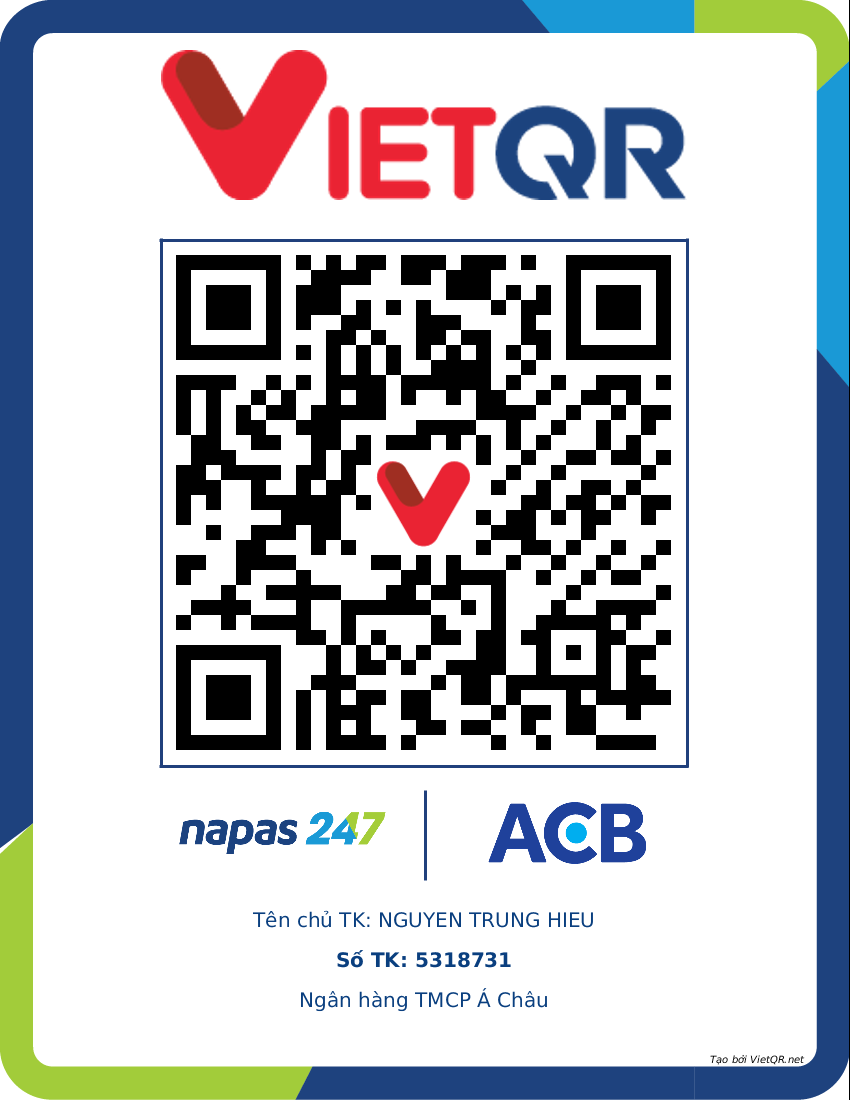 VIETQR
napas 247
ACB
Tên chủ TK: NGUYEN TRUNG HIEU
Số TK: 5318731
Ngân hàng TMCP Á Châu
Tạo bởi VietQR.net